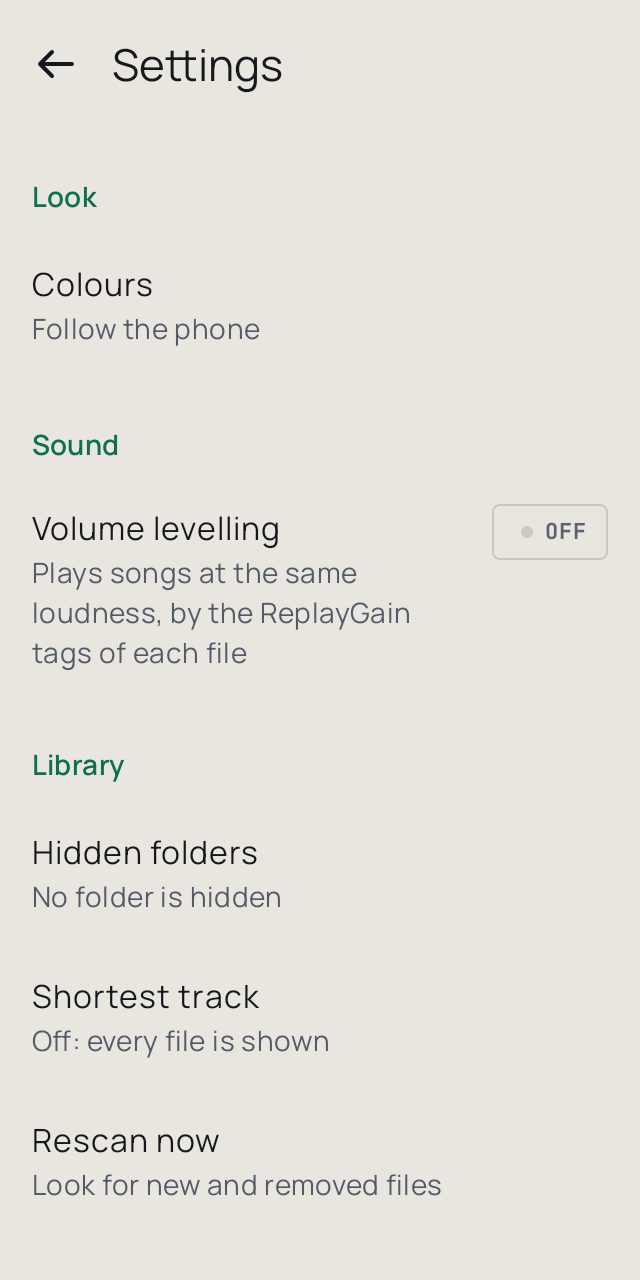 Settings
Look
Colours
Follow the phone
Sound
Volume levelling
OFF
Plays songs at the same
loudness, by the ReplayGain
tags of each file
Library
Hidden folders
No folder is hidden
Shortest track
Off: every file is shown
Rescan now
Look for new and removed files